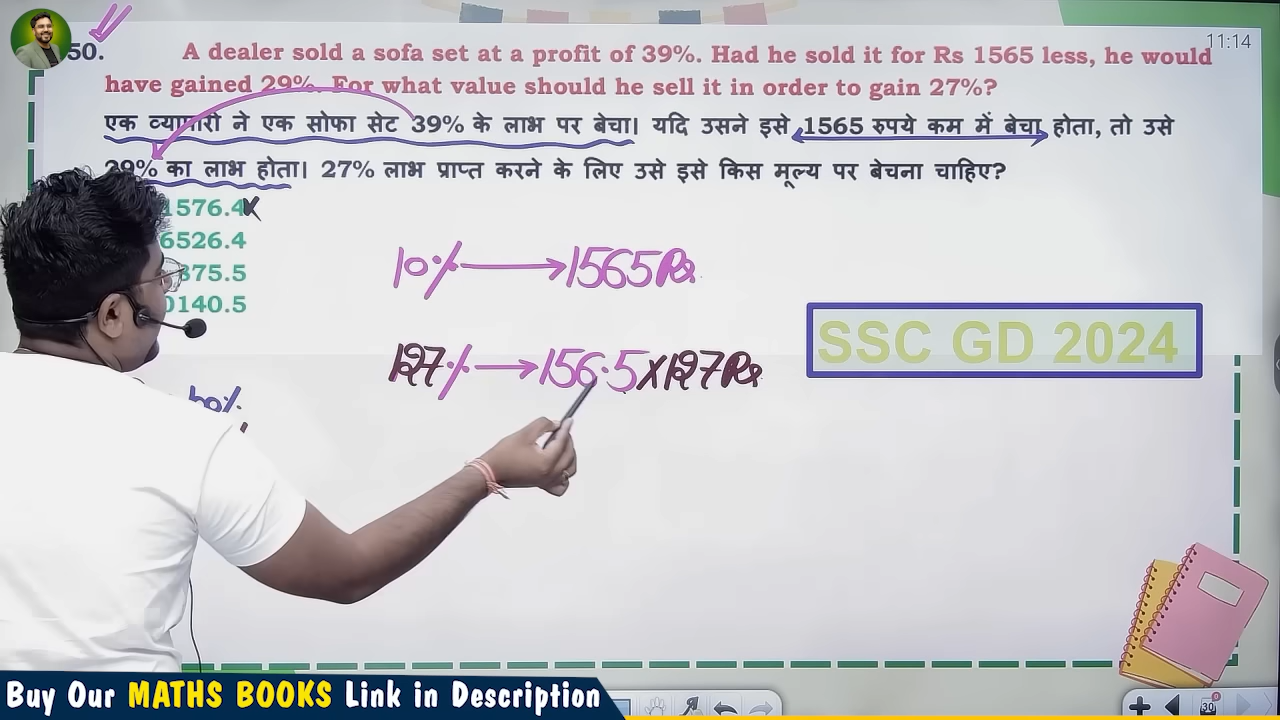 11:14
50. A dealer sold a sofa set at a profit of 39%. Had he sold it for Rs 1565 less, he would
have gained 29%. For what value should he sell it in order to gain 27%?
एक व्यापारी ने एक सोफा सेट 39% के लाभ पर बेचा। यदि उसने इसे 1565 रुपये कम में बेचा होता, तो उसे
29% का लाभ होता। 27% लाभ प्राप्त करने के लिए उसे इसे किस मूल्य पर बेचना चाहिए?
1576.4
6526.4
875.5
0140.5
10% → 1565 Rs
127% → 156.5 x 127 Rs
SSC GD 2024
Buy Our MATHS BOOKS Link in Description
30